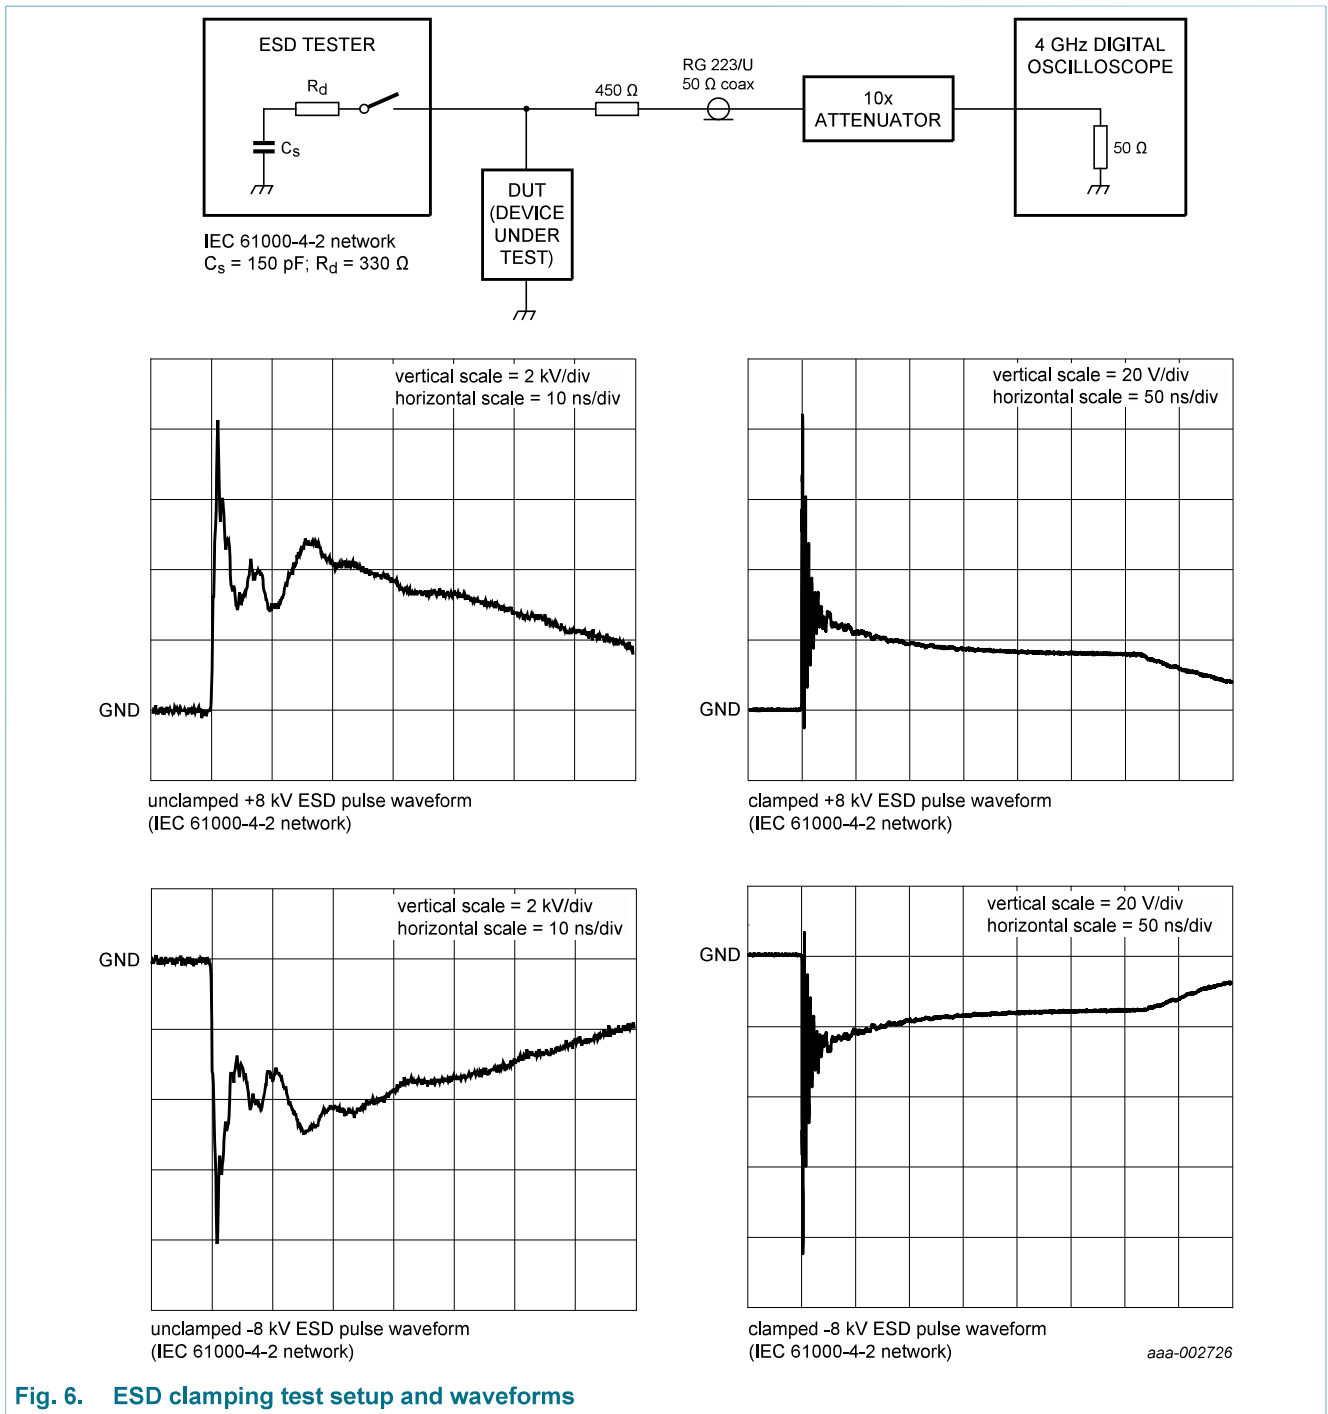 ESD TESTER
Rd
Cs
IEC 61000-4-2 network
Cs = 150 pF; Rd = 330 Ω
DUT
(DEVICE
UNDER
TEST)
450 Ω
RG 223/U
50 Ω coax
10x
ATTENUATOR
4 GHz DIGITAL
OSCILLOSCOPE
50 Ω
vertical scale = 2 kV/div
horizontal scale = 10 ns/div
GND
unclamped +8 kV ESD pulse waveform
(IEC 61000-4-2 network)
vertical scale = 20 V/div
horizontal scale = 50 ns/div
GND
clamped +8 kV ESD pulse waveform
(IEC 61000-4-2 network)
vertical scale = 2 kV/div
horizontal scale = 10 ns/div
GND
unclamped -8 kV ESD pulse waveform
(IEC 61000-4-2 network)
vertical scale = 20 V/div
horizontal scale = 50 ns/div
GND
clamped -8 kV ESD pulse waveform
(IEC 61000-4-2 network)
aaa-002726
Fig. 6. ESD clamping test setup and waveforms